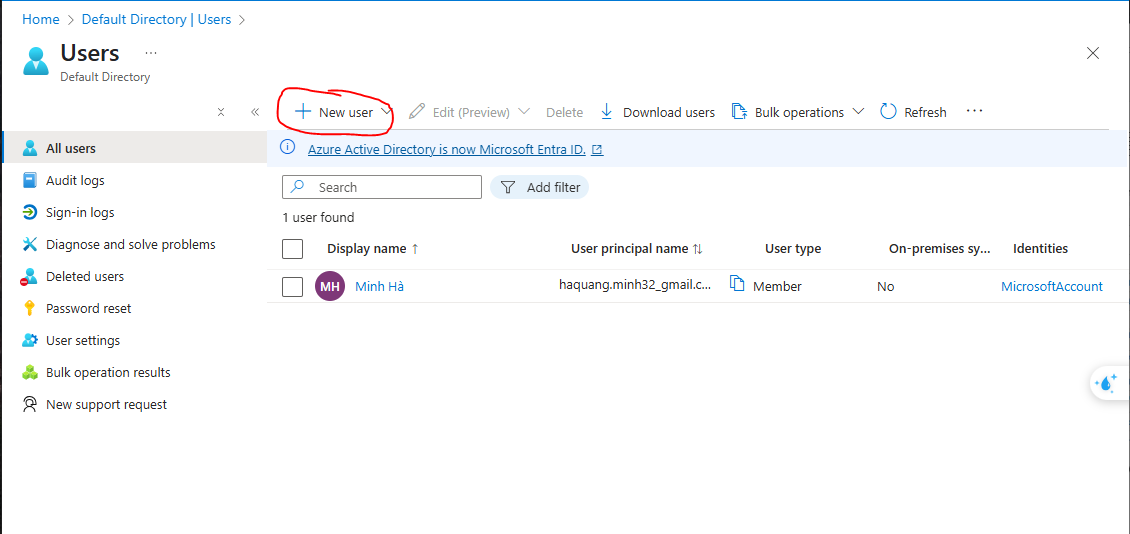 Home > Default Directory | Users >
Users ...
Default Directory
New user Edit (Preview) Delete Download users Bulk operations Refresh ...
All users
Audit logs
Sign-in logs
Diagnose and solve problems
Deleted users
Password reset
User settings
Bulk operation results
New support request
Azure Active Directory is now Microsoft Entra ID.
Search Add filter
1 user found
Display name ↑ User principal name ↑↓ User type On-premises sy... Identities
MH Minh Hà haquang.minh32_gmail.c... Member No MicrosoftAccount